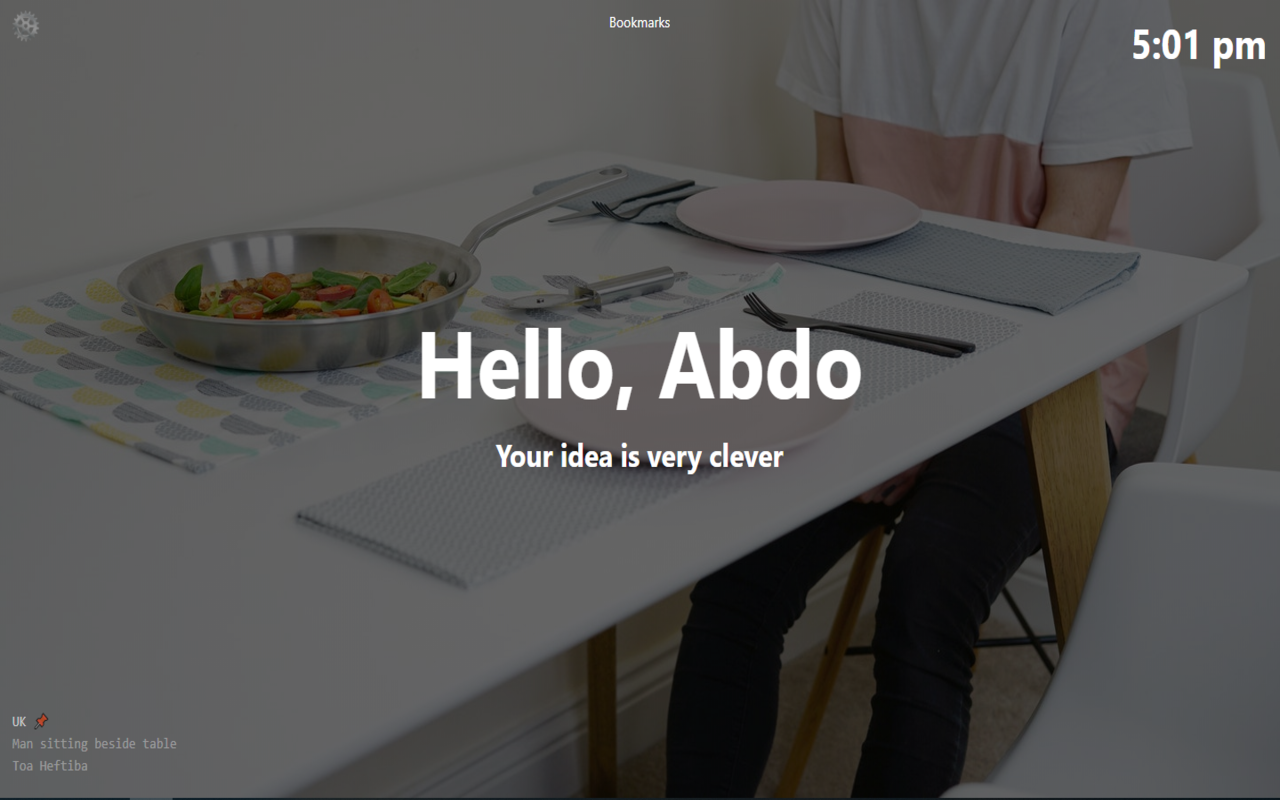 Bookmarks
5:01 pm
Hello, Abdo
Your idea is very clever
UK 📌
Man sitting beside table
Toa Heftiba